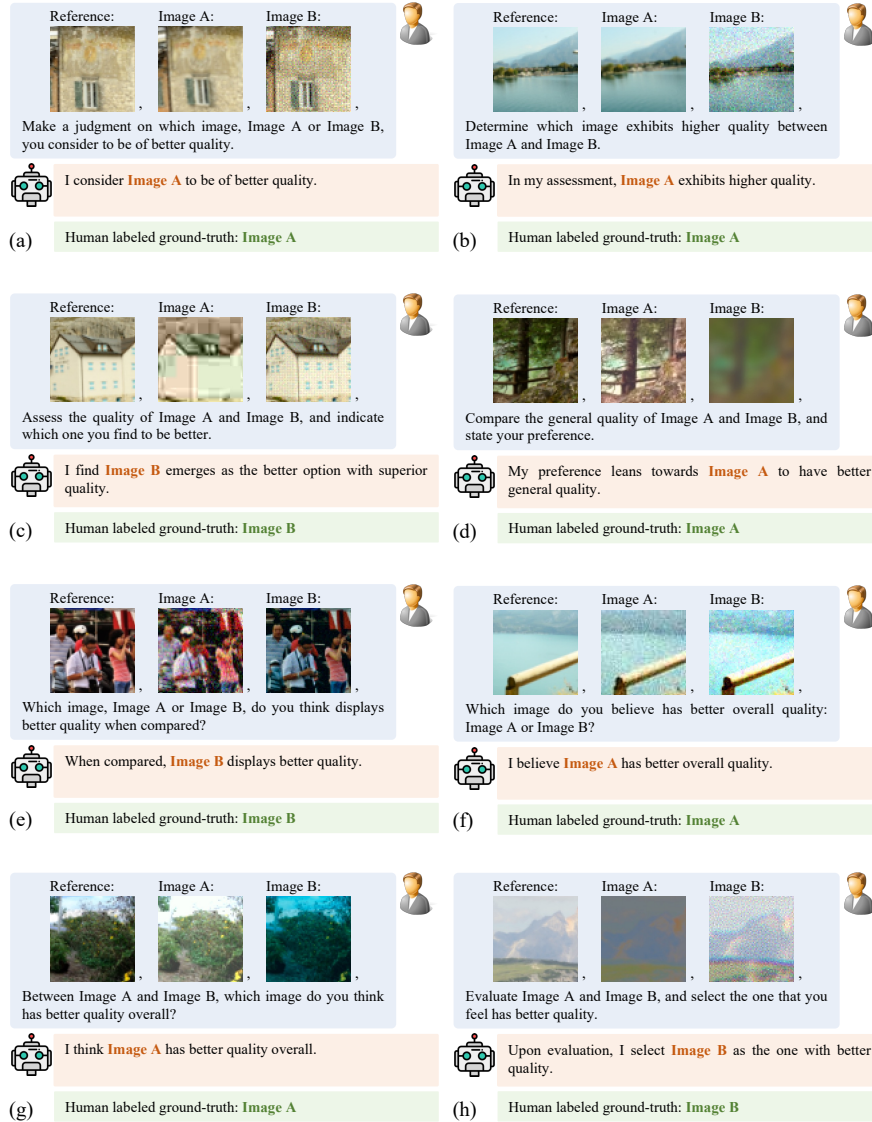 Reference: Image A: Image B:
, , ,
Make a judgment on which image, Image A or Image B,
you consider to be of better quality.
I consider Image A to be of better quality.
(a) Human labeled ground-truth: Image A
Reference: Image A: Image B:
, , ,
Determine which image exhibits higher quality between
Image A and Image B.
In my assessment, Image A exhibits higher quality.
(b) Human labeled ground-truth: Image A
Reference: Image A: Image B:
, , ,
Assess the quality of Image A and Image B, and indicate
which one you find to be better.
I find Image B emerges as the better option with superior
quality.
(c) Human labeled ground-truth: Image B
Reference: Image A: Image B:
, , ,
Compare the general quality of Image A and Image B, and
state your preference.
My preference leans towards Image A to have better
general quality.
(d) Human labeled ground-truth: Image A
Reference: Image A: Image B:
, , ,
Which image, Image A or Image B, do you think displays
better quality when compared?
When compared, Image B displays better quality.
(e) Human labeled ground-truth: Image B
Reference: Image A: Image B:
, , ,
Which image do you believe has better overall quality:
Image A or Image B?
I believe Image A has better overall quality.
(f) Human labeled ground-truth: Image A
Reference: Image A: Image B:
, , ,
Between Image A and Image B, which image do you think
has better quality overall?
I think Image A has better quality overall.
(g) Human labeled ground-truth: Image A
Reference: Image A: Image B:
, , ,
Evaluate Image A and Image B, and select the one that you
feel has better quality.
Upon evaluation, I select Image B as the one with better
quality.
(h) Human labeled ground-truth: Image B